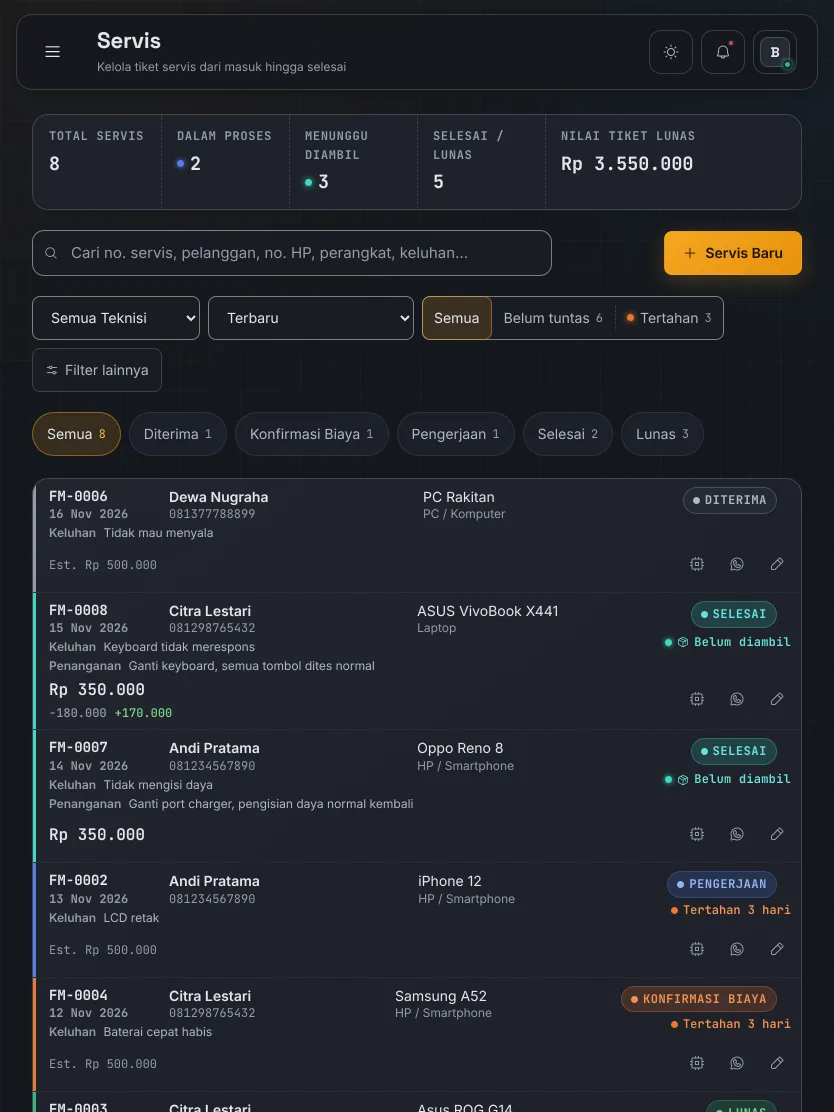 Servis
Kelola tiket servis dari masuk hingga selesai
B
TOTAL SERVIS
8
DALAM PROSES
2
MENUNGGU
DIAMBIL
3
SELESAI /
LUNAS
5
NILAI TIKET LUNAS
Rp 3.550.000
Cari no. servis, pelanggan, no. HP, perangkat, keluhan...
+ Servis Baru
Semua Teknisi
Terbaru
Semua
Belum tuntas 6
Tertahan 3
Filter lainnya
Semua 8
Diterima 1
Konfirmasi Biaya 1
Pengerjaan 1
Selesai 2
Lunas 3
FM-0006 Dewa Nugraha PC Rakitan DITERIMA
16 Nov 2026 081377788899 PC / Komputer
Keluhan Tidak mau menyala
Est. Rp 500.000
FM-0008 Citra Lestari ASUS VivoBook X441 SELESAI
15 Nov 2026 081298765432 Laptop
Belum diambil
Keluhan Keyboard tidak merespons
Penanganan Ganti keyboard, semua tombol dites normal
Rp 350.000
-180.000 +170.000
FM-0007 Andi Pratama Oppo Reno 8 SELESAI
14 Nov 2026 081234567890 HP / Smartphone
Belum diambil
Keluhan Tidak mengisi daya
Penanganan Ganti port charger, pengisian daya normal kembali
Rp 350.000
FM-0002 Andi Pratama iPhone 12 PENGERJAAN
13 Nov 2026 081234567890 HP / Smartphone
Tertahan 3 hari
Keluhan LCD retak
Est. Rp 500.000
FM-0004 Citra Lestari Samsung A52 KONFIRMASI BIAYA
12 Nov 2026 081298765432 HP / Smartphone
Tertahan 3 hari
Keluhan Baterai cepat habis
Est. Rp 500.000
FM-0003 Citra Lestari Asus ROG G14 LUNAS